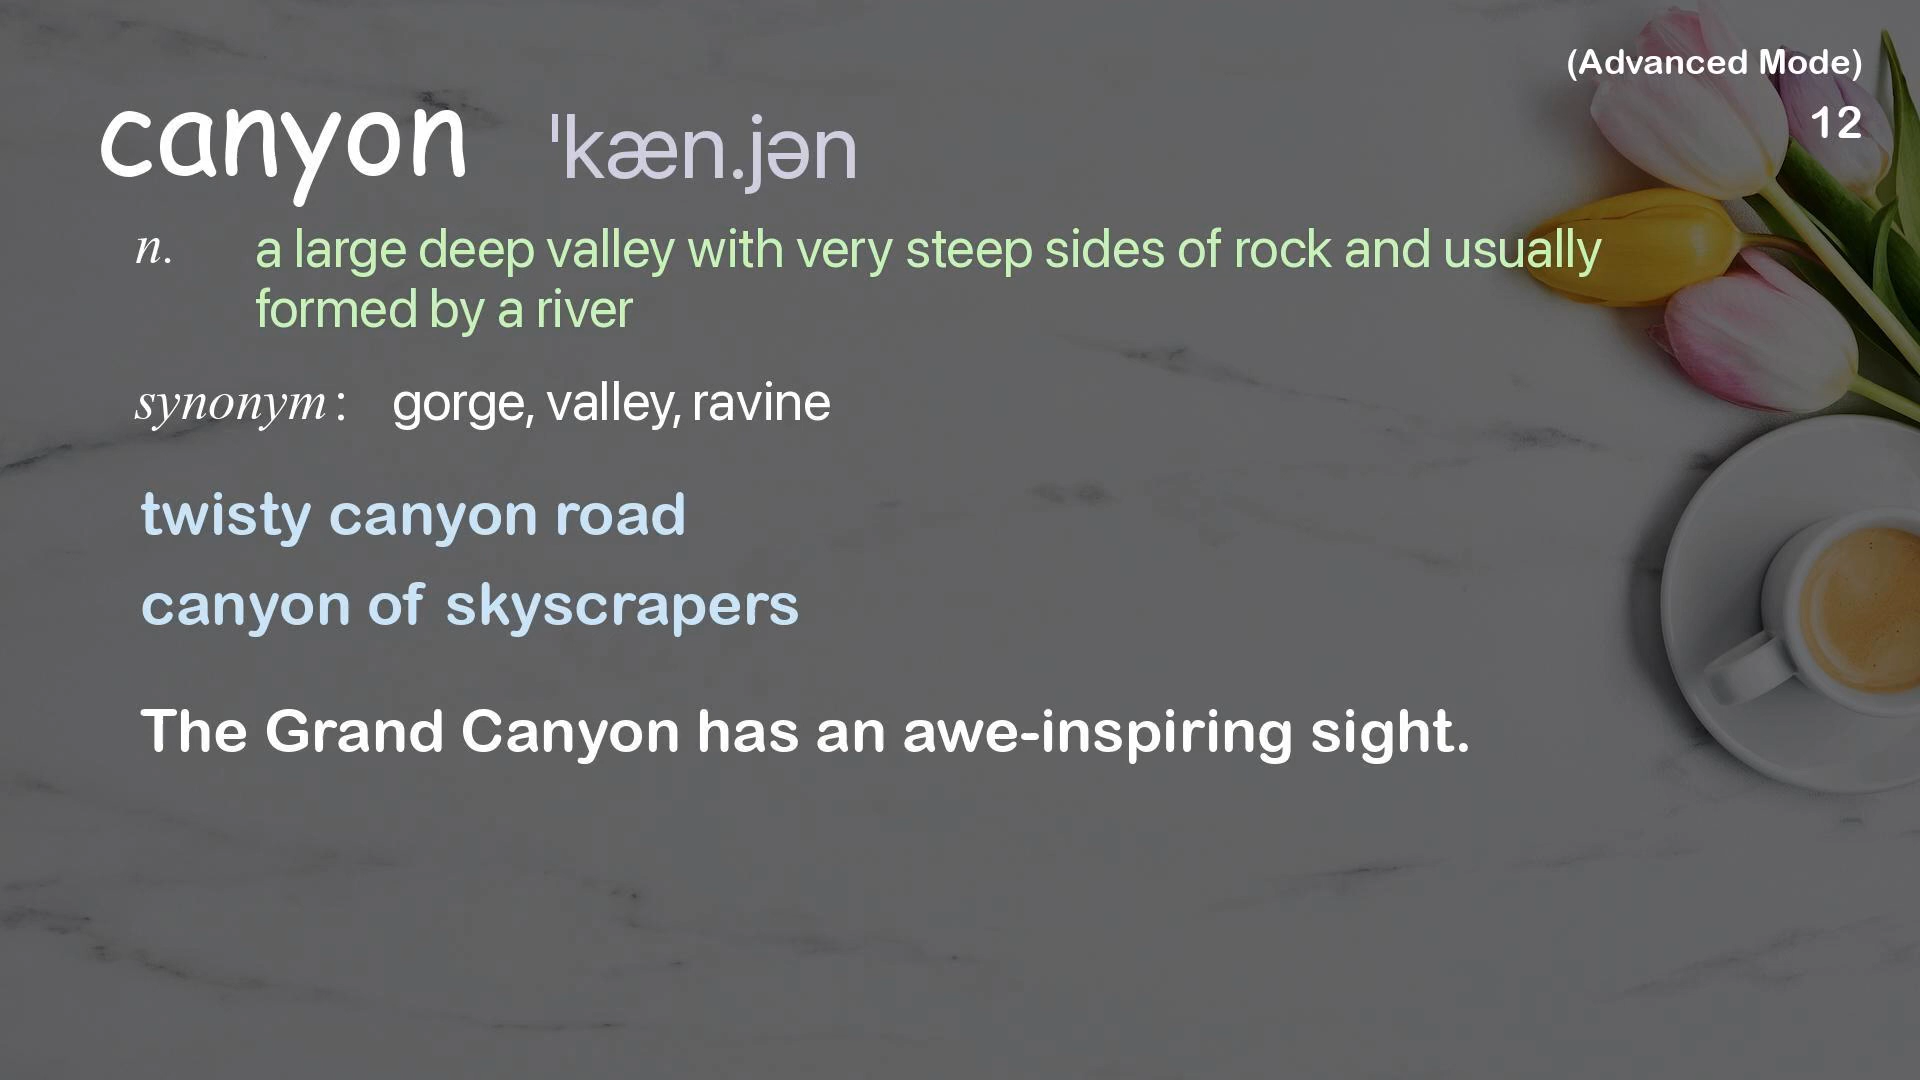 (Advanced Mode)
12
canyon ˈkæn.jən
n. a large deep valley with very steep sides of rock and usually
formed by a river
synonym: gorge, valley, ravine
twisty canyon road
canyon of skyscrapers
The Grand Canyon has an awe-inspiring sight.